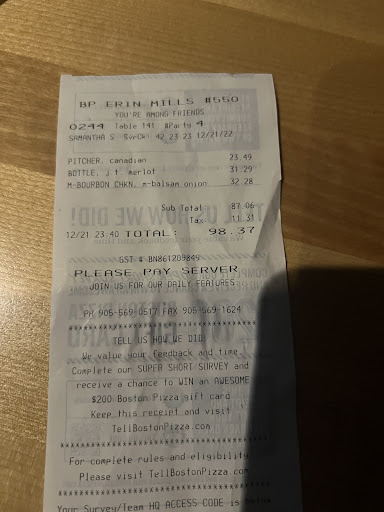 BP ERIN MILLS #550
YOU'RE AMONG FRIENDS
0244 Table 141 #Party 4
SAMANTHA S SvrCk: 42 23 23 12/21/22
PITCHER, canadian 23.49
BOTTLE, j.t. merlot 31.29
M-BOURBON CHKN, m-balsam onion 32.28
Sub Total: 87.06
Tax: 11.31
12/21 23:40 TOTAL: 98.37
GST # BN861209849
PLEASE PAY SERVER
JOIN US FOR OUR DAILY FEATURES
PH 905-569-0517 FAX 905-569-1624
****************************************
TELL US HOW WE DID
We value your feedback and time
Complete our SUPER SHORT SURVEY and
receive a chance to WIN an AWESOME
$200 Boston Pizza gift card
Keep this receipt and visit
TellBostonPizza.com
****************************************
For complete rules and eligibility
Please visit TellBostonPizza.com
****************************************
Your Survey/Team HQ ACCESS CODE is below